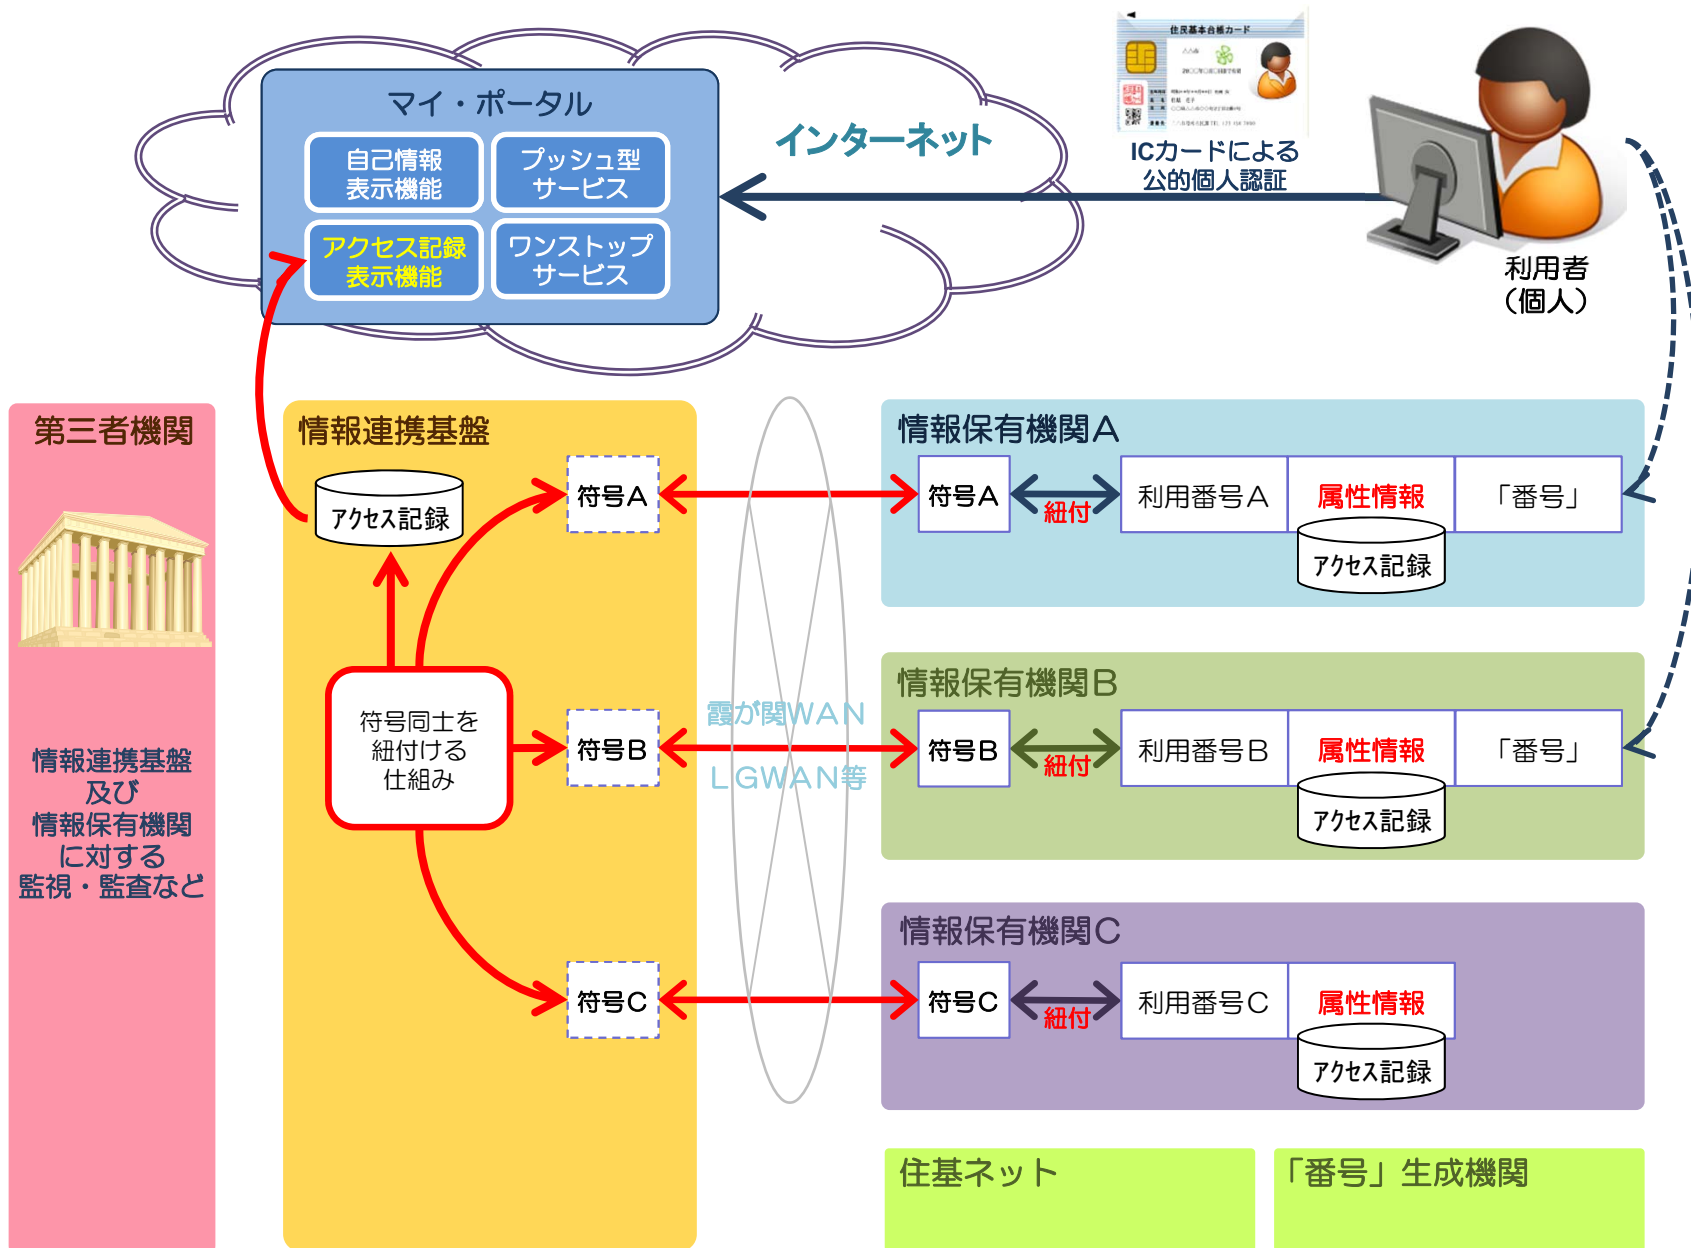 住民基本台帳カード
マイ・ポータル
自己情報
表示機能
プッシュ型
サービス
アクセス記録
表示機能
ワンストップ
サービス
インターネット
ICカードによる
公的個人認証
利用者
（個人）
第三者機関
情報連携基盤
及び
情報保有機関
に対する
監視・監査など
情報連携基盤
アクセス記録
符号同士を
紐付ける
仕組み
符号A
符号B
符号C
霞が関WAN
LGWAN等
情報保有機関A
符号A
紐付
利用番号A
属性情報
「番号」
アクセス記録
情報保有機関B
符号B
紐付
利用番号B
属性情報
「番号」
アクセス記録
情報保有機関C
符号C
紐付
利用番号C
属性情報
アクセス記録
住基ネット
「番号」生成機関